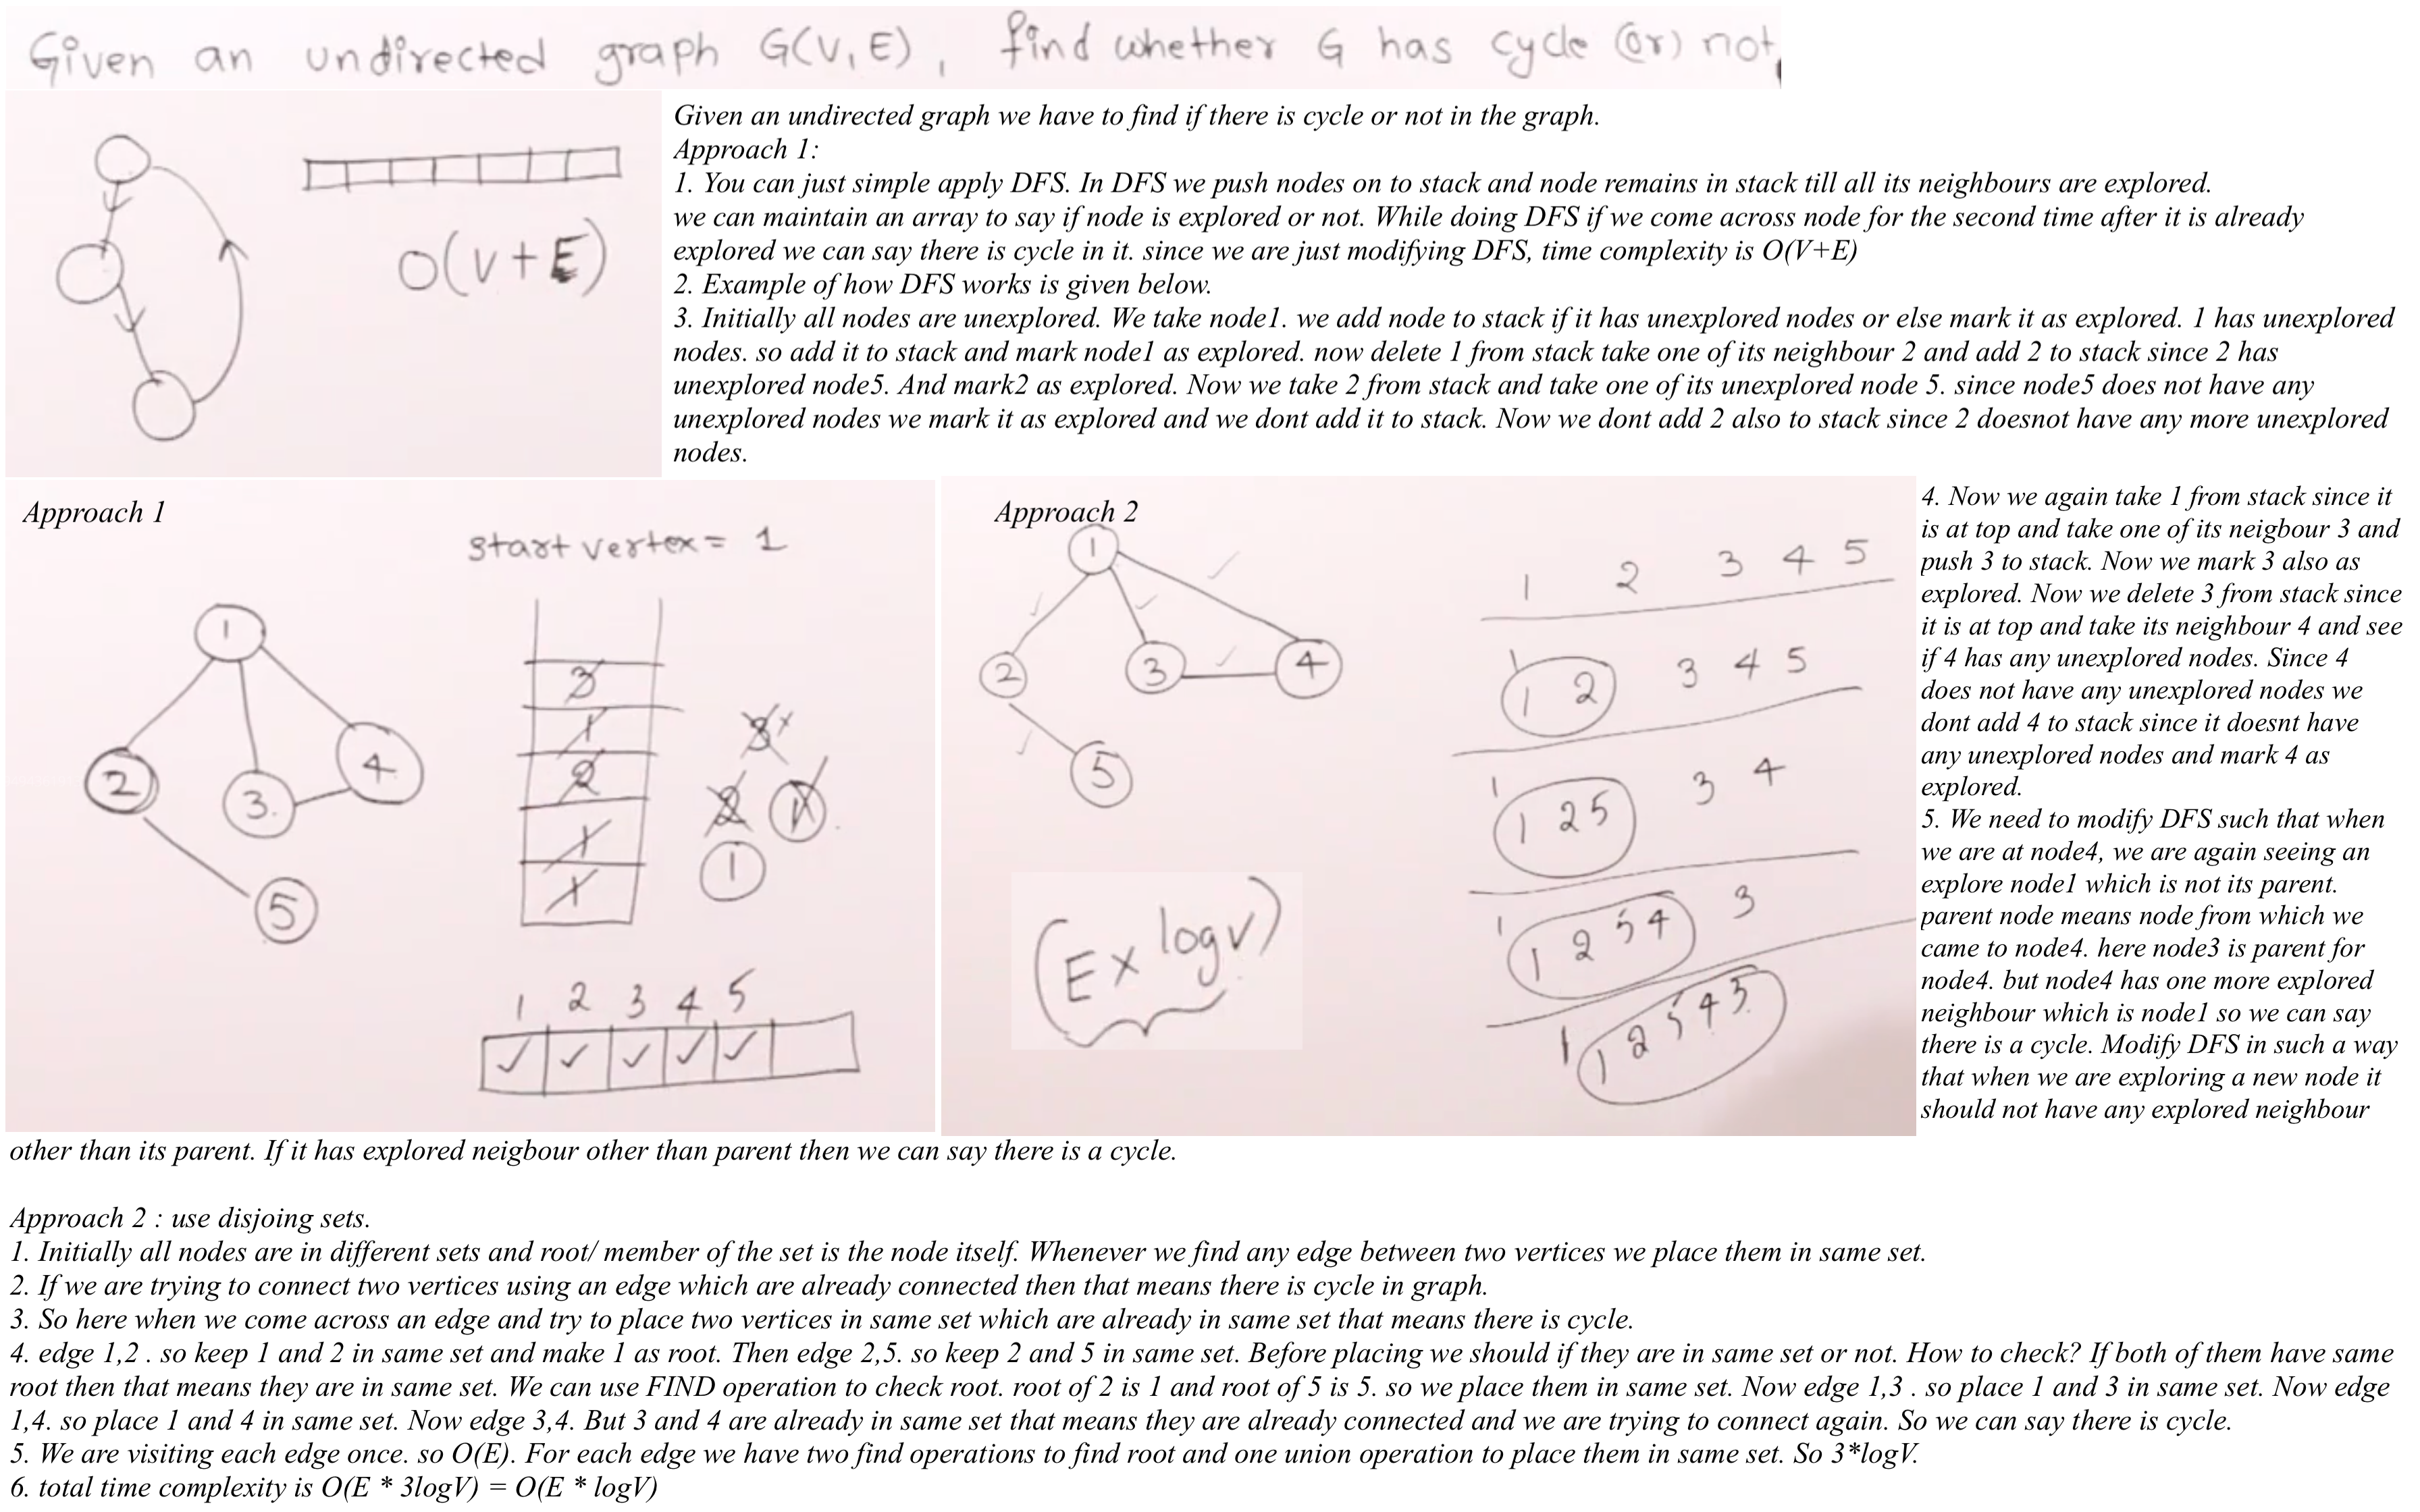 Given an undirected graph G(V,E), find whether G has cycle (or) not,
Given an undirected graph we have to find if there is cycle or not in the graph.
Approach 1:
1. You can just simple apply DFS. In DFS we push nodes on to stack and node remains in stack till all its neighbours are explored.
we can maintain an array to say if node is explored or not. While doing DFS if we come across node for the second time after it is already
explored we can say there is cycle in it. since we are just modifying DFS, time complexity is O(V+E)
2. Example of how DFS works is given below.
3. Initially all nodes are unexplored. We take node1. we add node to stack if it has unexplored nodes or else mark it as explored. 1 has unexplored
nodes. so add it to stack and mark node1 as explored. now delete 1 from stack take one of its neighbour 2 and add 2 to stack since 2 has
unexplored node5. And mark2 as explored. Now we take 2 from stack and take one of its unexplored node 5. since node5 does not have any
unexplored nodes we mark it as explored and we dont add it to stack. Now we dont add 2 also to stack since 2 doesnot have any more unexplored
nodes.
O(V+E)
Approach 1
start vertex = 1
1
2
3
4
5
3
1
2
1
1
3
2 1
1
1 2 3 4 5
Approach 2
1
2
3
4
5
(E x logv)
1 2 3 4 5
1
1 2 3 4 5
1
1 2 5 3 4
1
1 2 5 4 3
1
1 2 5 4 3
4. Now we again take 1 from stack since it
is at top and take one of its neigbour 3 and
push 3 to stack. Now we mark 3 also as
explored. Now we delete 3 from stack since
it is at top and take its neighbour 4 and see
if 4 has any unexplored nodes. Since 4
does not have any unexplored nodes we
dont add 4 to stack since it doesnt have
any unexplored nodes and mark 4 as
explored.
5. We need to modify DFS such that when
we are at node4, we are again seeing an
explore node1 which is not its parent.
parent node means node from which we
came to node4. here node3 is parent for
node4. but node4 has one more explored
neighbour which is node1 so we can say
there is a cycle. Modify DFS in such a way
that when we are exploring a new node it
should not have any explored neighbour
other than its parent. If it has explored neigbour other than parent then we can say there is a cycle.
Approach 2 : use disjoing sets.
1. Initially all nodes are in different sets and root/ member of the set is the node itself. Whenever we find any edge between two vertices we place them in same set.
2. If we are trying to connect two vertices using an edge which are already connected then that means there is cycle in graph.
3. So here when we come across an edge and try to place two vertices in same set which are already in same set that means there is cycle.
4. edge 1,2 . so keep 1 and 2 in same set and make 1 as root. Then edge 2,5. so keep 2 and 5 in same set. Before placing we should if they are in same set or not. How to check? If both of them have same
root then that means they are in same set. We can use FIND operation to check root. root of 2 is 1 and root of 5 is 5. so we place them in same set. Now edge 1,3 . so place 1 and 3 in same set. Now edge
1,4. so place 1 and 4 in same set. Now edge 3,4. But 3 and 4 are already in same set that means they are already connected and we are trying to connect again. So we can say there is cycle.
5. We are visiting each edge once. so O(E). For each edge we have two find operations to find root and one union operation to place them in same set. So 3*logV.
6. total time complexity is O(E * 3logV) = O(E * logV)